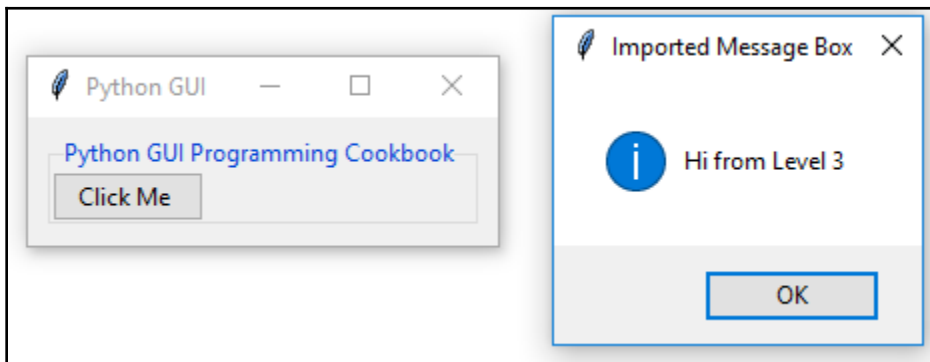 Python GUI
Python GUI Programming Cookbook
Click Me
Imported Message Box
i
Hi from Level 3
OK